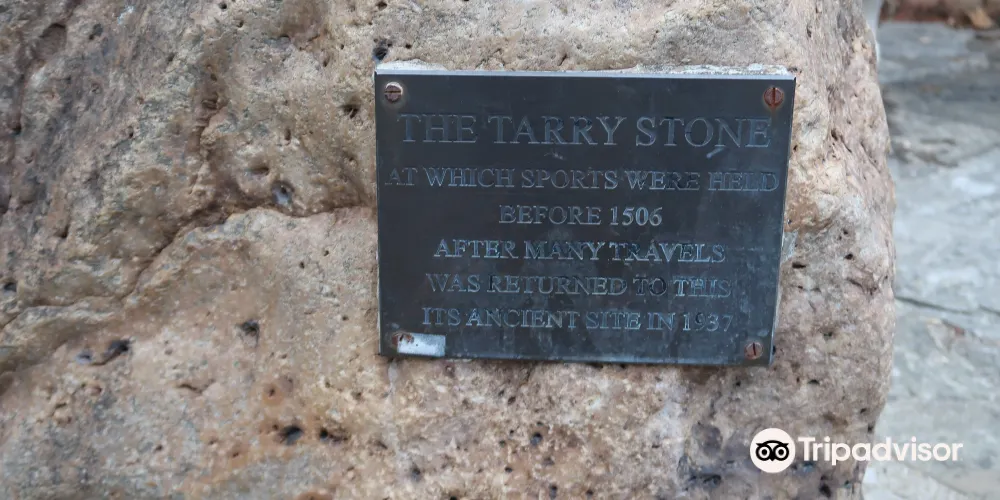 THE TARRY STONE
AT WHICH SPORTS WERE HELD
BEFORE 1506
AFTER MANY TRAVELS
WAS RETURNED TO THIS
ITS ANCIENT SITE IN 1937
Tripadvisor